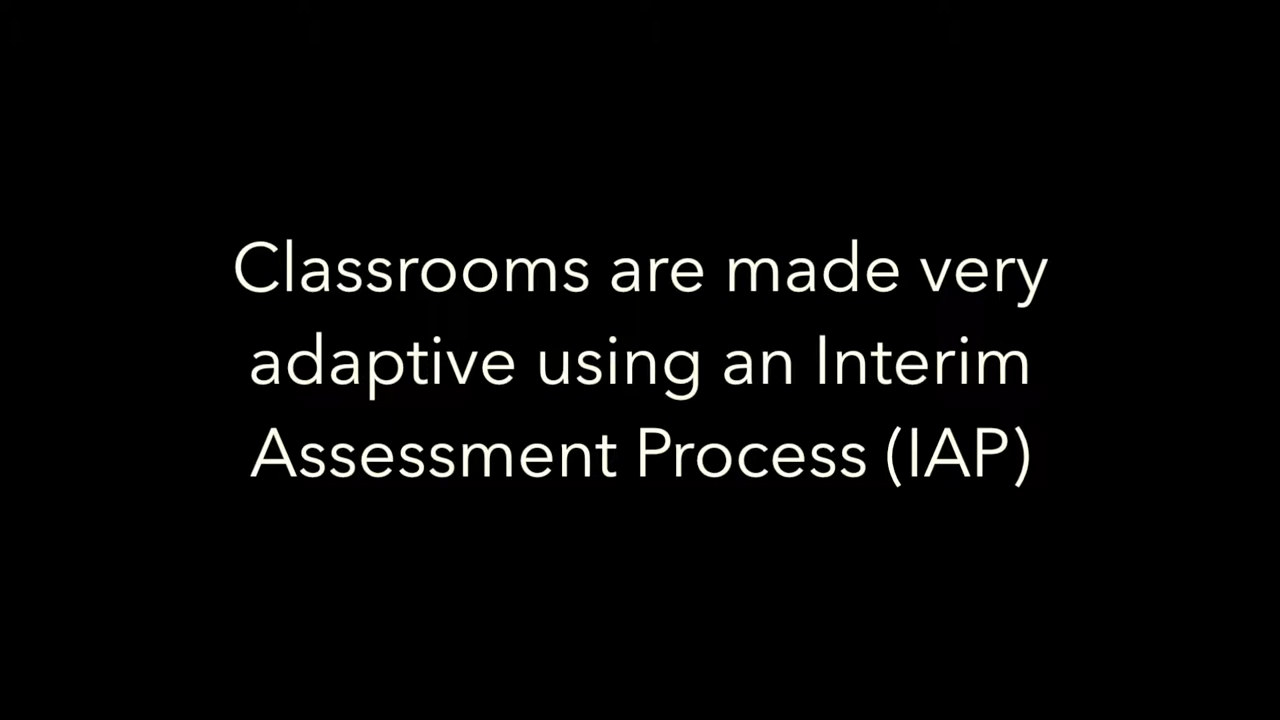 Classrooms are made very
adaptive using an Interim
Assessment Process (IAP)